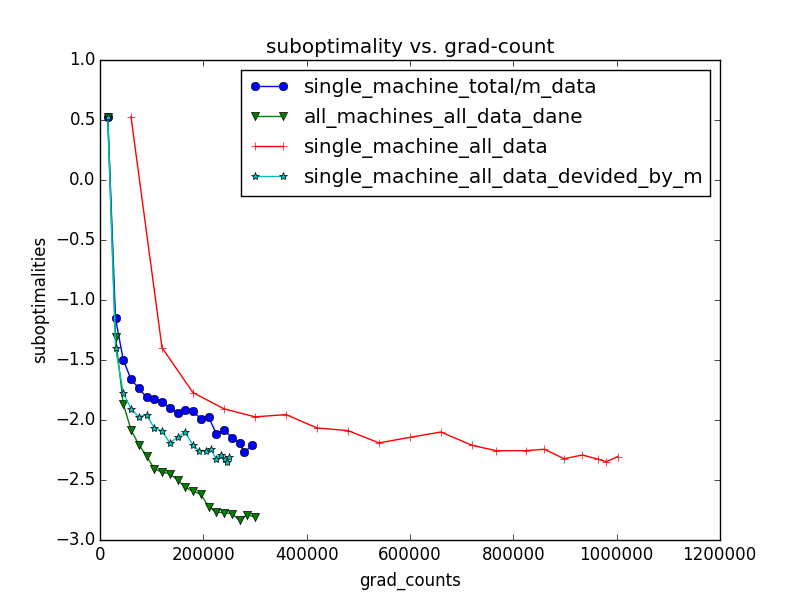 suboptimality vs. grad-count
single_machine_total/m_data
all_machines_all_data_dane
single_machine_all_data
single_machine_all_data_devided_by_m
suboptimalities
1.0
0.5
0.0
−0.5
−1.0
−1.5
−2.0
−2.5
−3.0
0 200000 400000 600000 800000 1000000 1200000
grad_counts